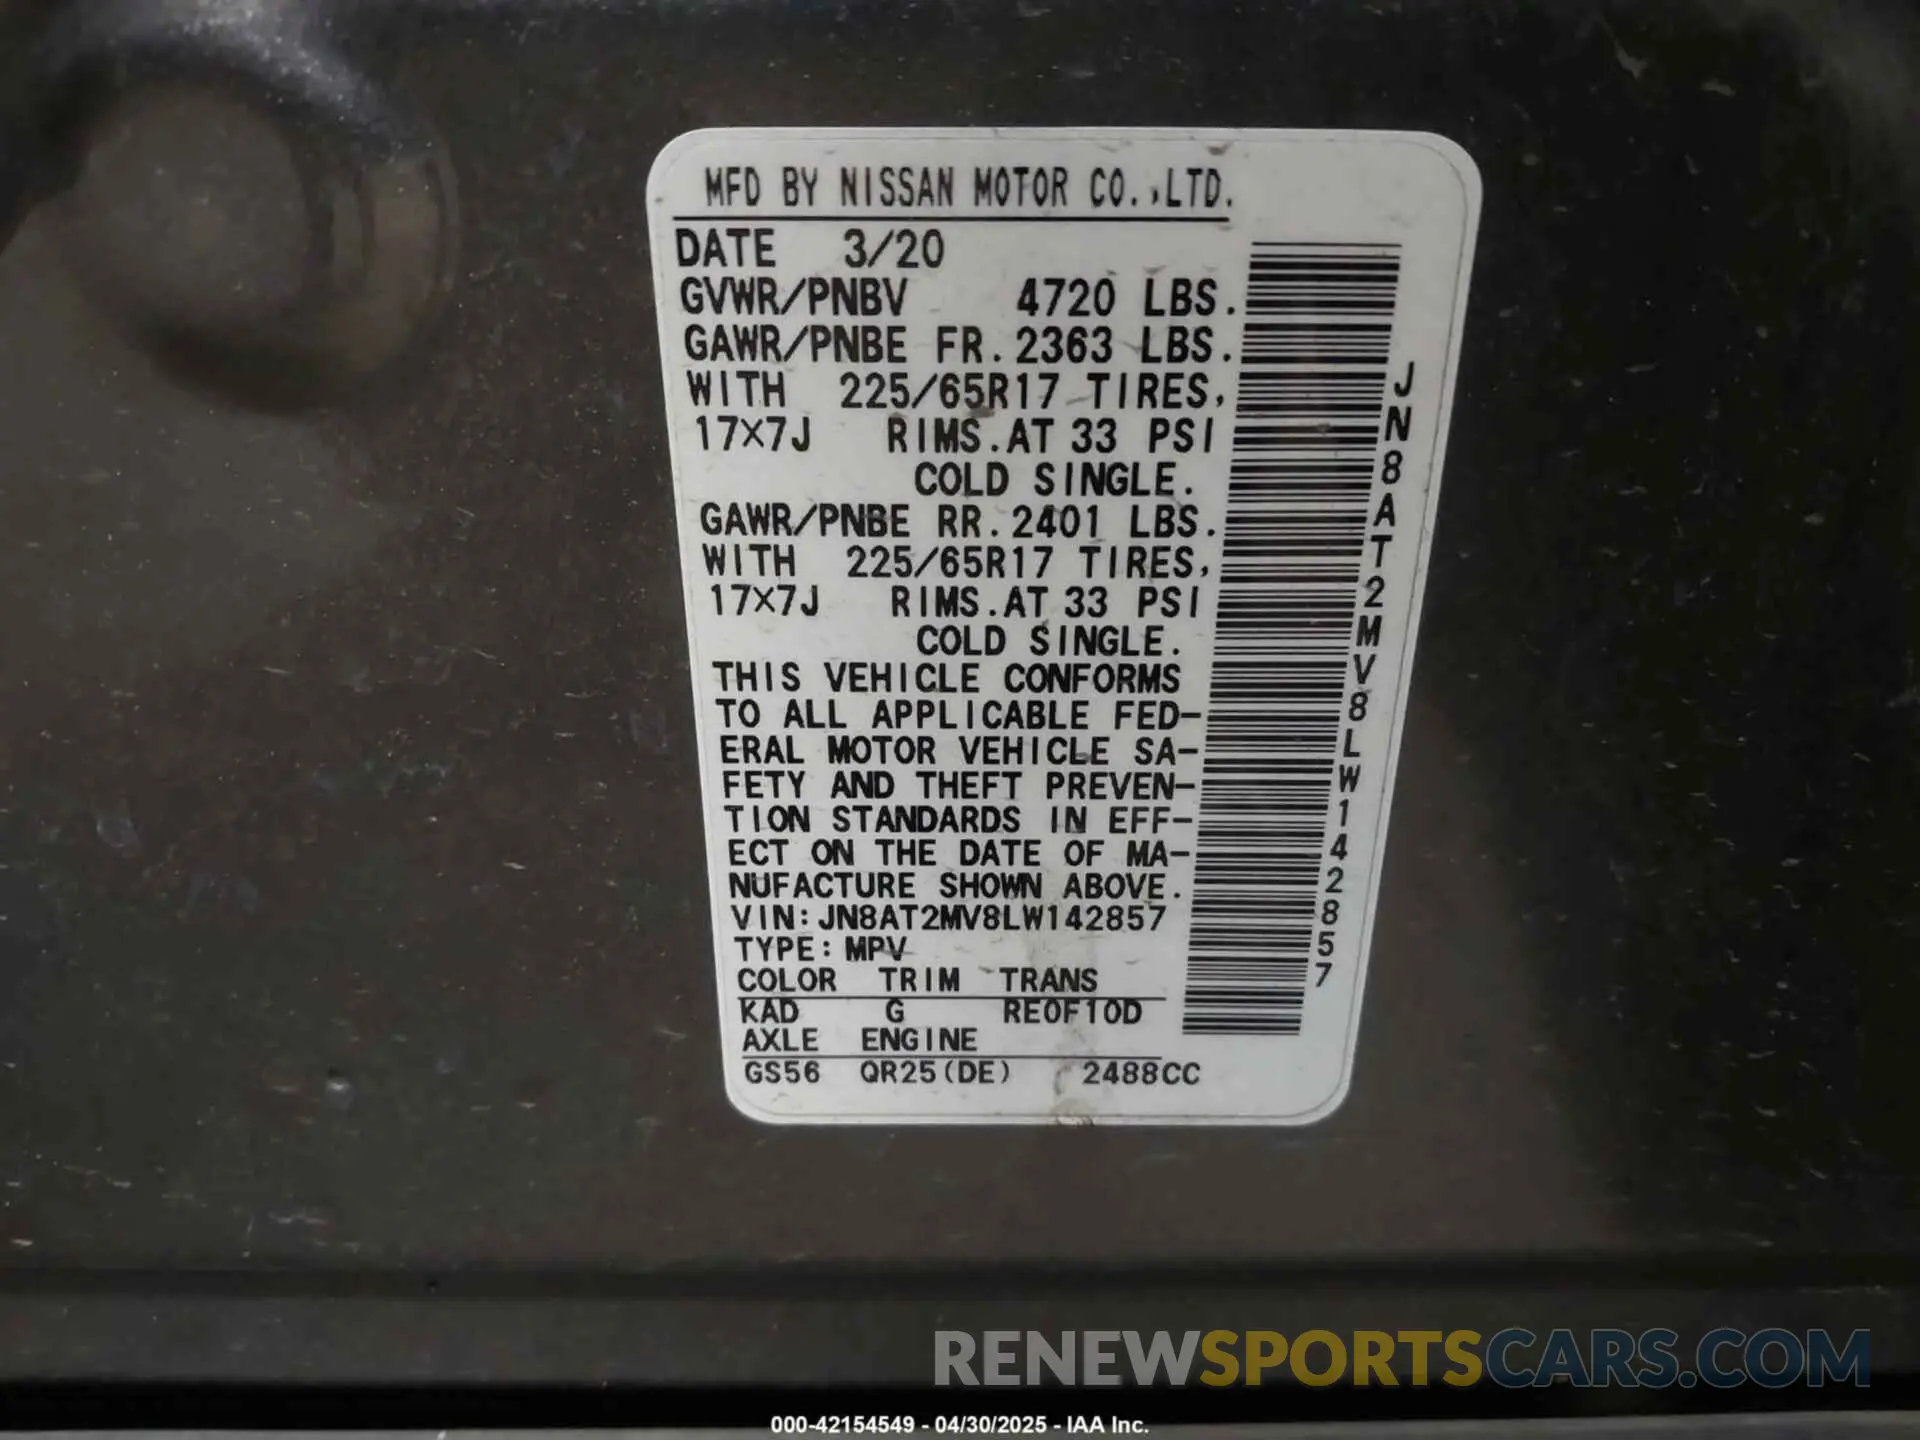 MFD BY NISSAN MOTOR CO.,LTD.
DATE 3/20
GVWR/PNBV 4720 LBS.
GAWR/PNBE FR. 2363 LBS.
WITH 225/65R17 TIRES,
17X7J RIMS.AT 33 PSI
COLD SINGLE.
GAWR/PNBE RR. 2401 LBS.
WITH 225/65R17 TIRES,
17X7J RIMS.AT 33 PSI
COLD SINGLE.
THIS VEHICLE CONFORMS
TO ALL APPLICABLE FED-
ERAL MOTOR VEHICLE SA-
FETY AND THEFT PREVEN-
TION STANDARDS IN EFF-
ECT ON THE DATE OF MA-
NUFACTURE SHOWN ABOVE.
VIN:JN8AT2MV8LW142857
TYPE:MPV
COLOR TRIM TRANS
KAD G RE0F10D
AXLE ENGINE
GS56 QR25(DE) 2488CC
JN8AT2MV8LW142857
RENEWSPORTSCARS.COM
000-42154549 - 04/30/2025 - IAA Inc.